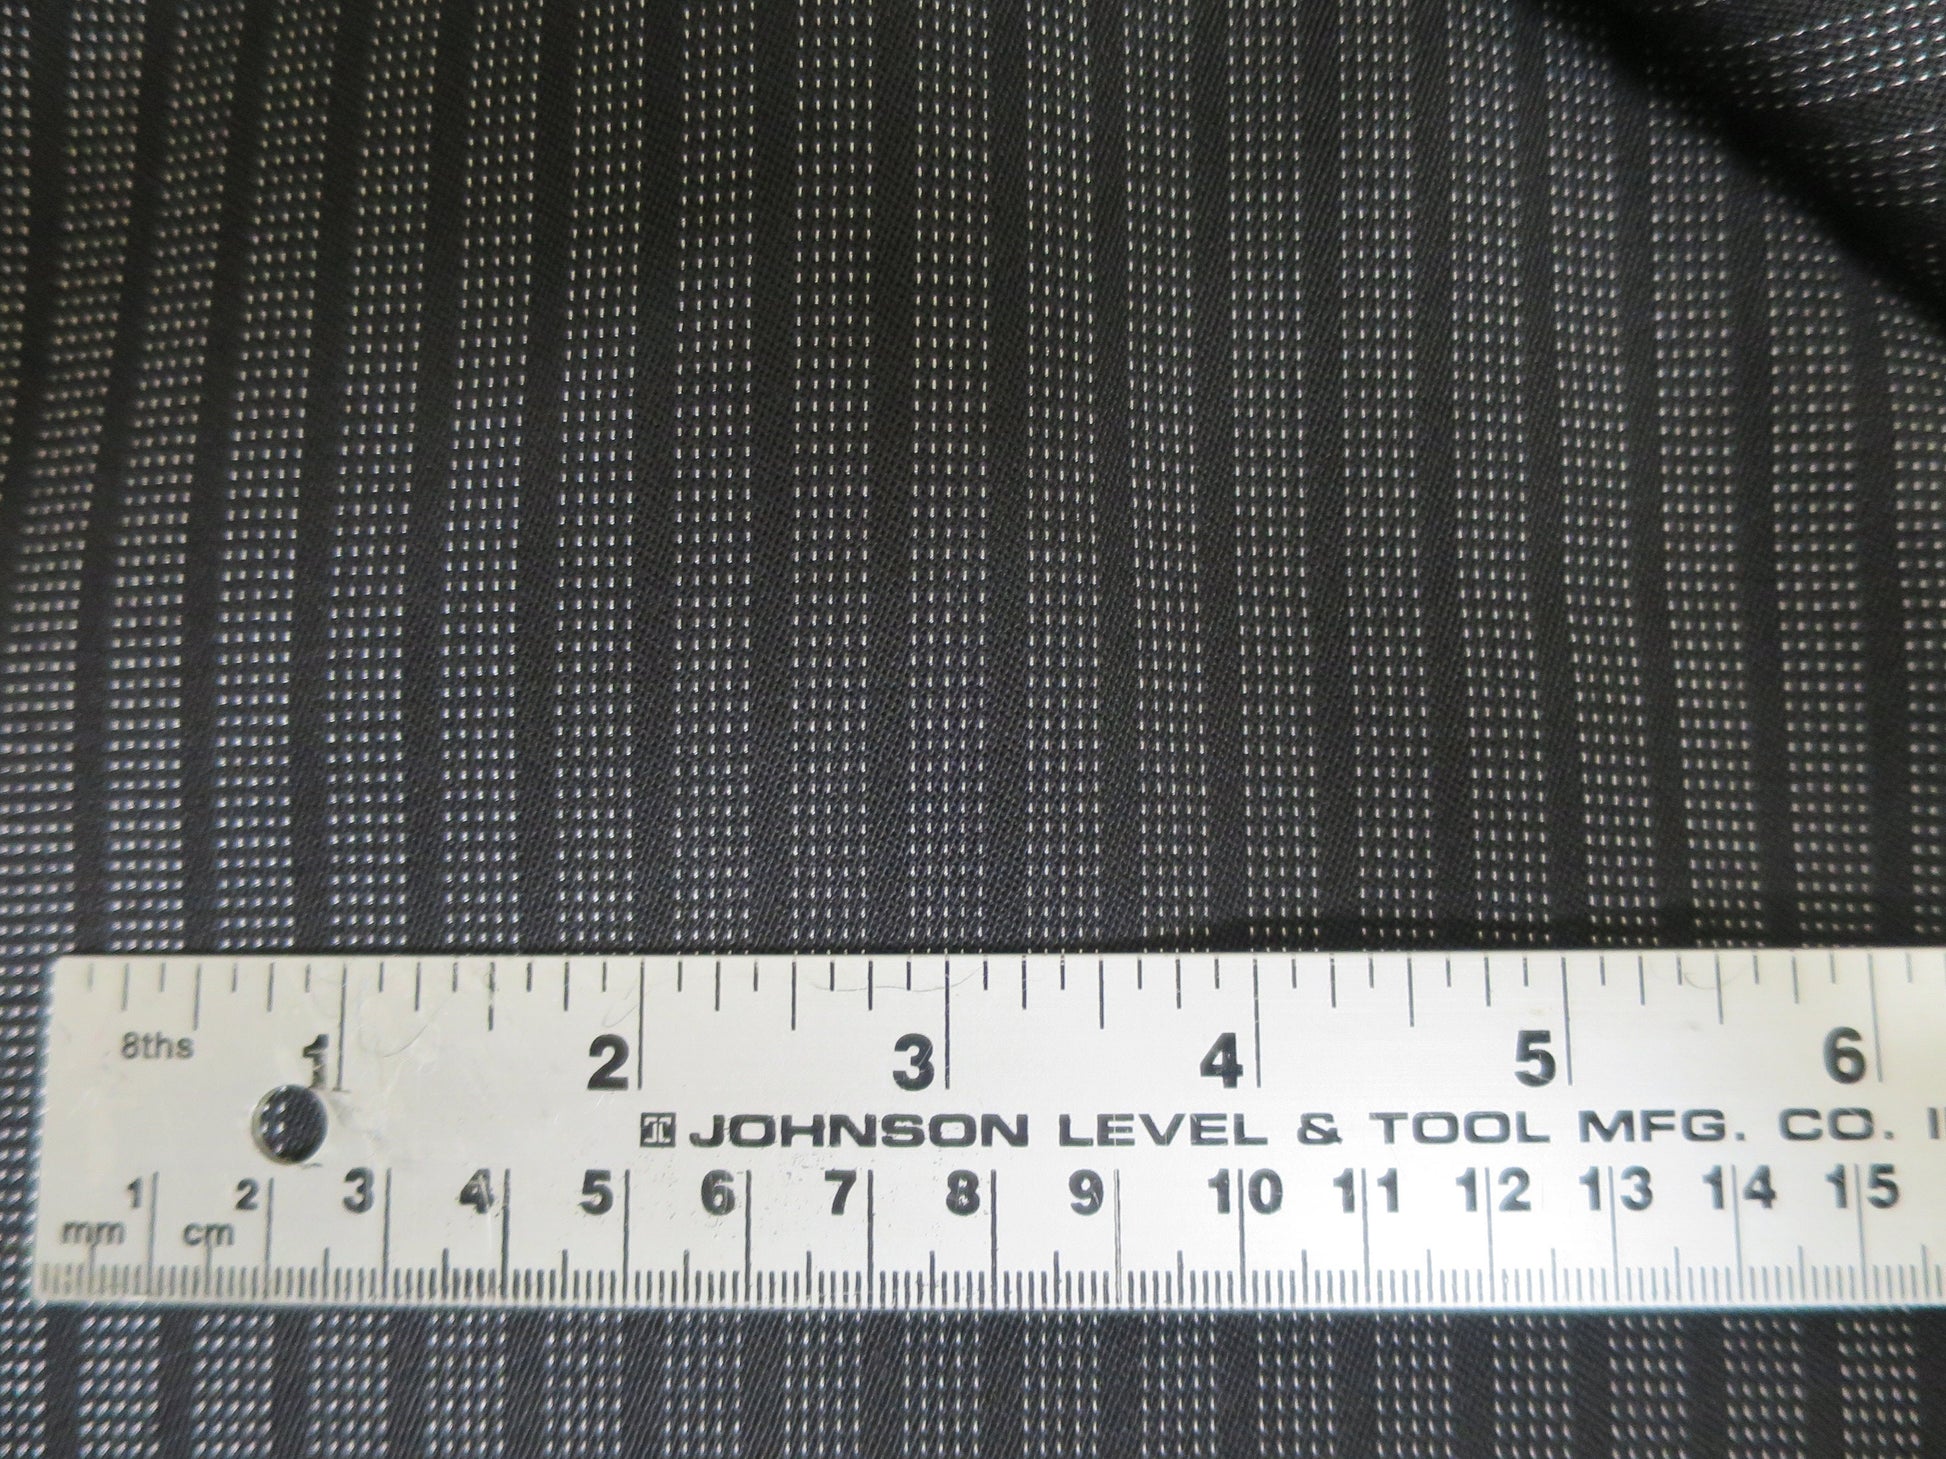 8ths 1 2 3 4 5 6
JOHNSON LEVEL & TOOL MFG. CO.
1 2 3 4 5 6 7 8 9 10 11 12 13 14 15
mm cm